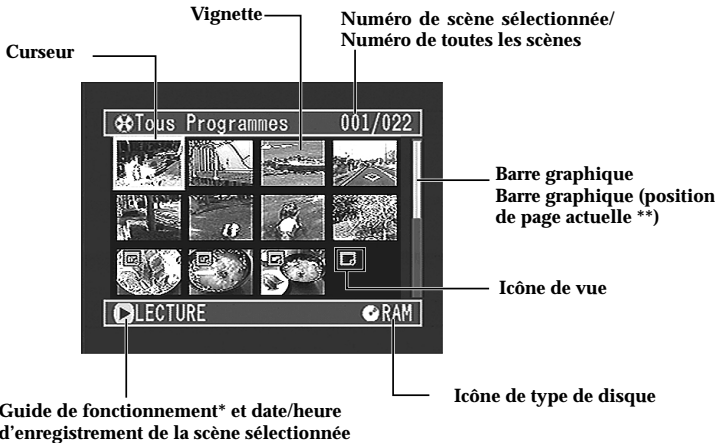 Vignette
Numéro de scène sélectionnée/
Numéro de toutes les scènes
Curseur
Tous Programmes 001/022
Barre graphique
Barre graphique (position
de page actuelle **)
Icône de vue
LECTURE RAM
Icône de type de disque
Guide de fonctionnement* et date/heure
d'enregistrement de la scène sélectionnée